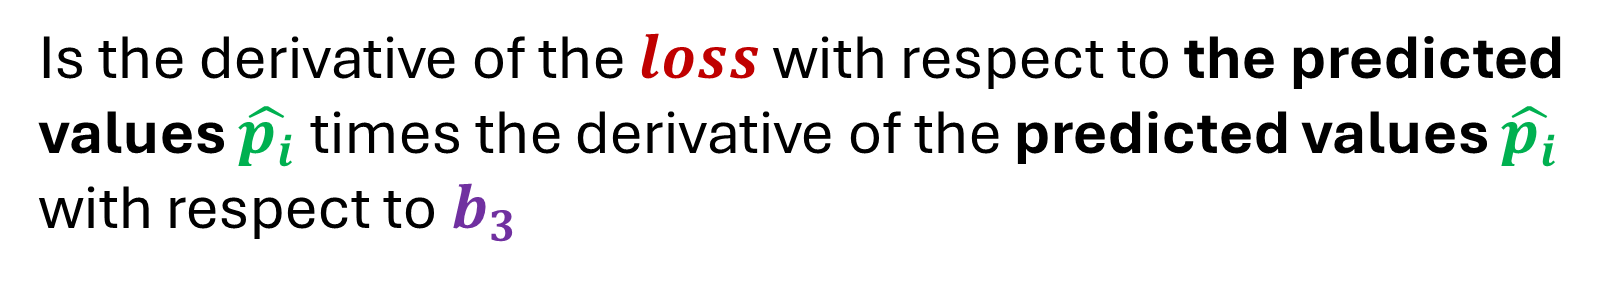 Is the derivative of the loss with respect to the predicted
values p̂ᵢ times the derivative of the predicted values p̂ᵢ
with respect to b₃